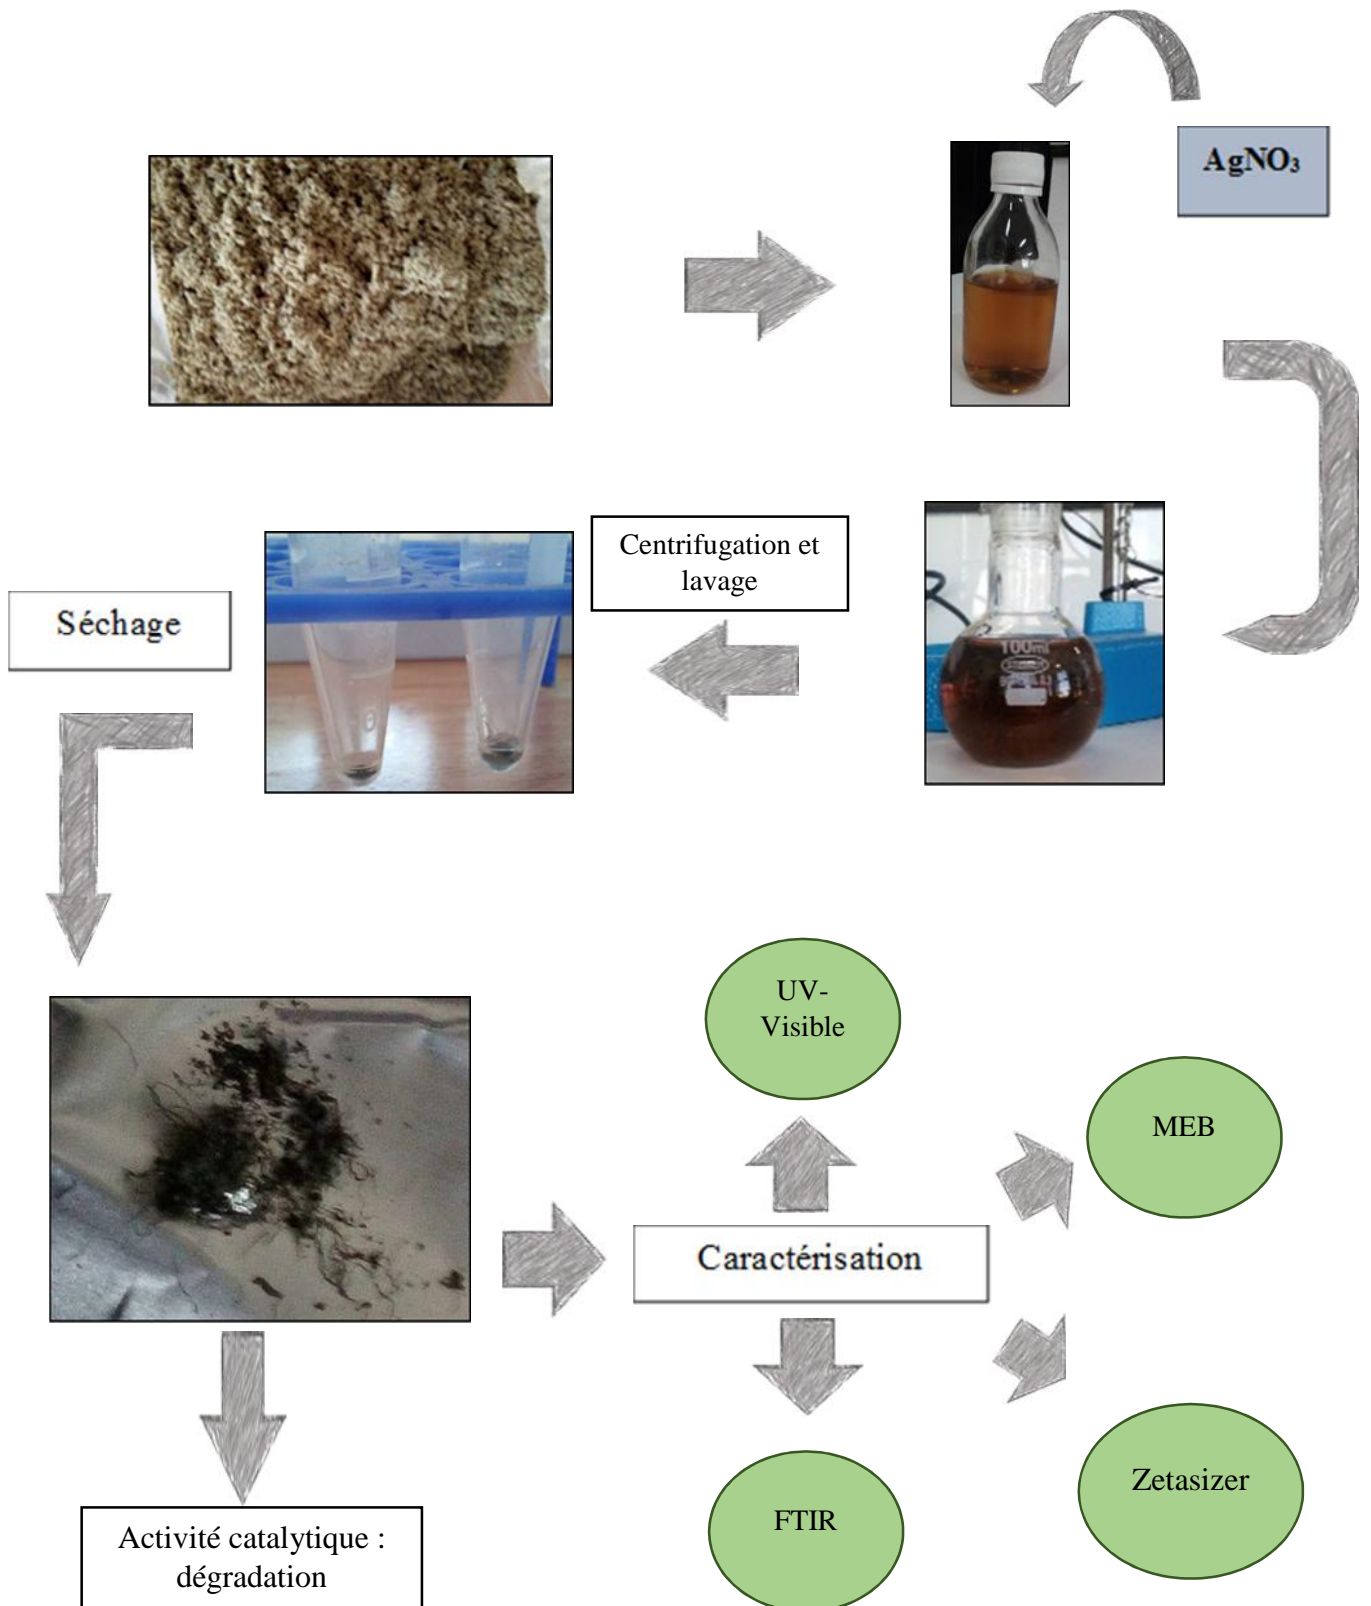 AgNO₃
Centrifugation et
lavage
Séchage
100ml
UV-
Visible
MEB
Caractérisation
Zetasizer
FTIR
Activité catalytique :
dégradation